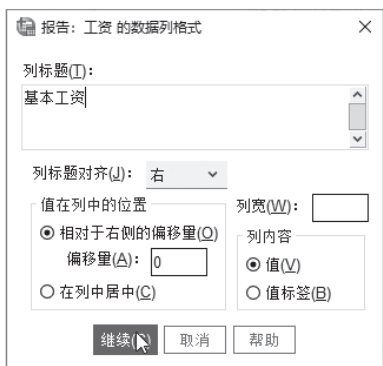 报告：工资 的数据列格式
列标题(T)：
基本工资
列标题对齐(J)： 右
值在列中的位置
列宽(W)：
相对于右侧的偏移量(O)
偏移量(A)： 0
在列中居中(C)
列内容
值(V)
值标签(B)
继续 取消 帮助